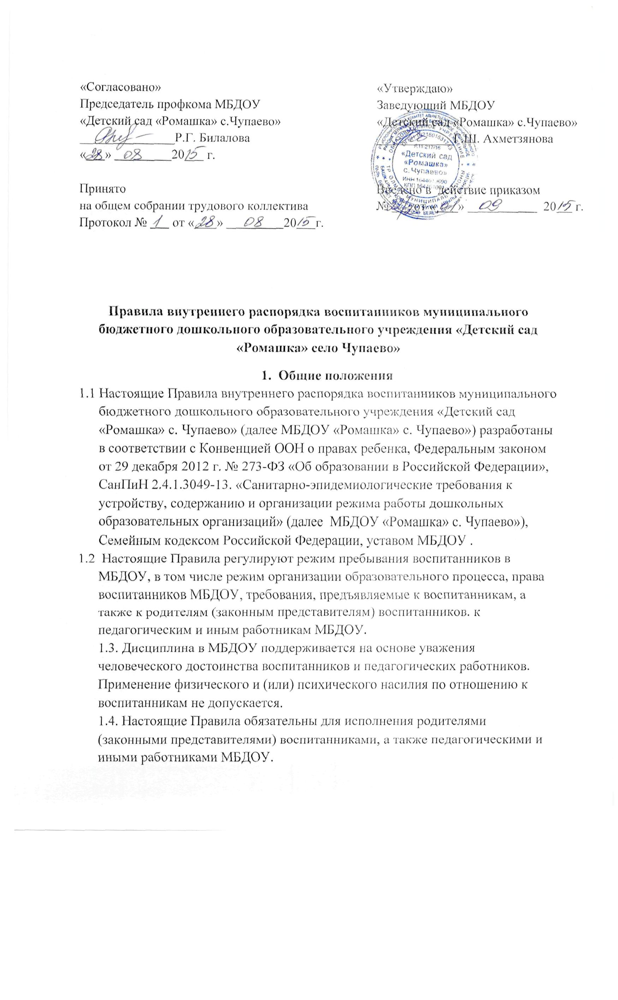 «Согласовано»
Председатель профкома МБДОУ
«Детский сад «Ромашка» с.Чупаево»
Р.Г. Билалова
«28» 08 2015 г.
Принято
на общем собрании трудового коллектива
Протокол № 1 от «28» 08 2015 г.
«Утверждаю»
Заведующий МБДОУ
«Детский сад «Ромашка» с.Чупаево»
Ахметзянова
Введено в действие приказом
№ от « » 09 2015 г.
«Детский сад
«Ромашка»
с. Чупаево»
Правила внутреннего распорядка воспитанников муниципального
бюджетного дошкольного образовательного учреждения «Детский сад
«Ромашка» село Чупаево»
1. Общие положения
1.1 Настоящие Правила внутреннего распорядка воспитанников муниципального
бюджетного дошкольного образовательного учреждения «Детский сад
«Ромашка» с. Чупаево» (далее МБДОУ «Ромашка» с. Чупаево») разработаны
в соответствии с Конвенцией ООН о правах ребенка, Федеральным законом
от 29 декабря 2012 г. № 273-ФЗ «Об образовании в Российской Федерации»,
СанПиН 2.4.1.3049-13. «Санитарно-эпидемиологические требования к
устройству, содержанию и организации режима работы дошкольных
образовательных организаций» (далее МБДОУ «Ромашка» с. Чупаево»),
Семейным кодексом Российской Федерации, уставом МБДОУ .
1.2 Настоящие Правила регулируют режим пребывания воспитанников в
МБДОУ, в том числе режим организации образовательного процесса, права
воспитанников МБДОУ, требования, предъявляемые к воспитанникам, а
также к родителям (законным представителям) воспитанников. к
педагогическим и иным работникам МБДОУ.
1.3. Дисциплина в МБДОУ поддерживается на основе уважения
человеческого достоинства воспитанников и педагогических работников.
Применение физического и (или) психического насилия по отношению к
воспитанникам не допускается.
1.4. Настоящие Правила обязательны для исполнения родителями
(законными представителями) воспитанниками, а также педагогическими и
иными работниками МБДОУ.